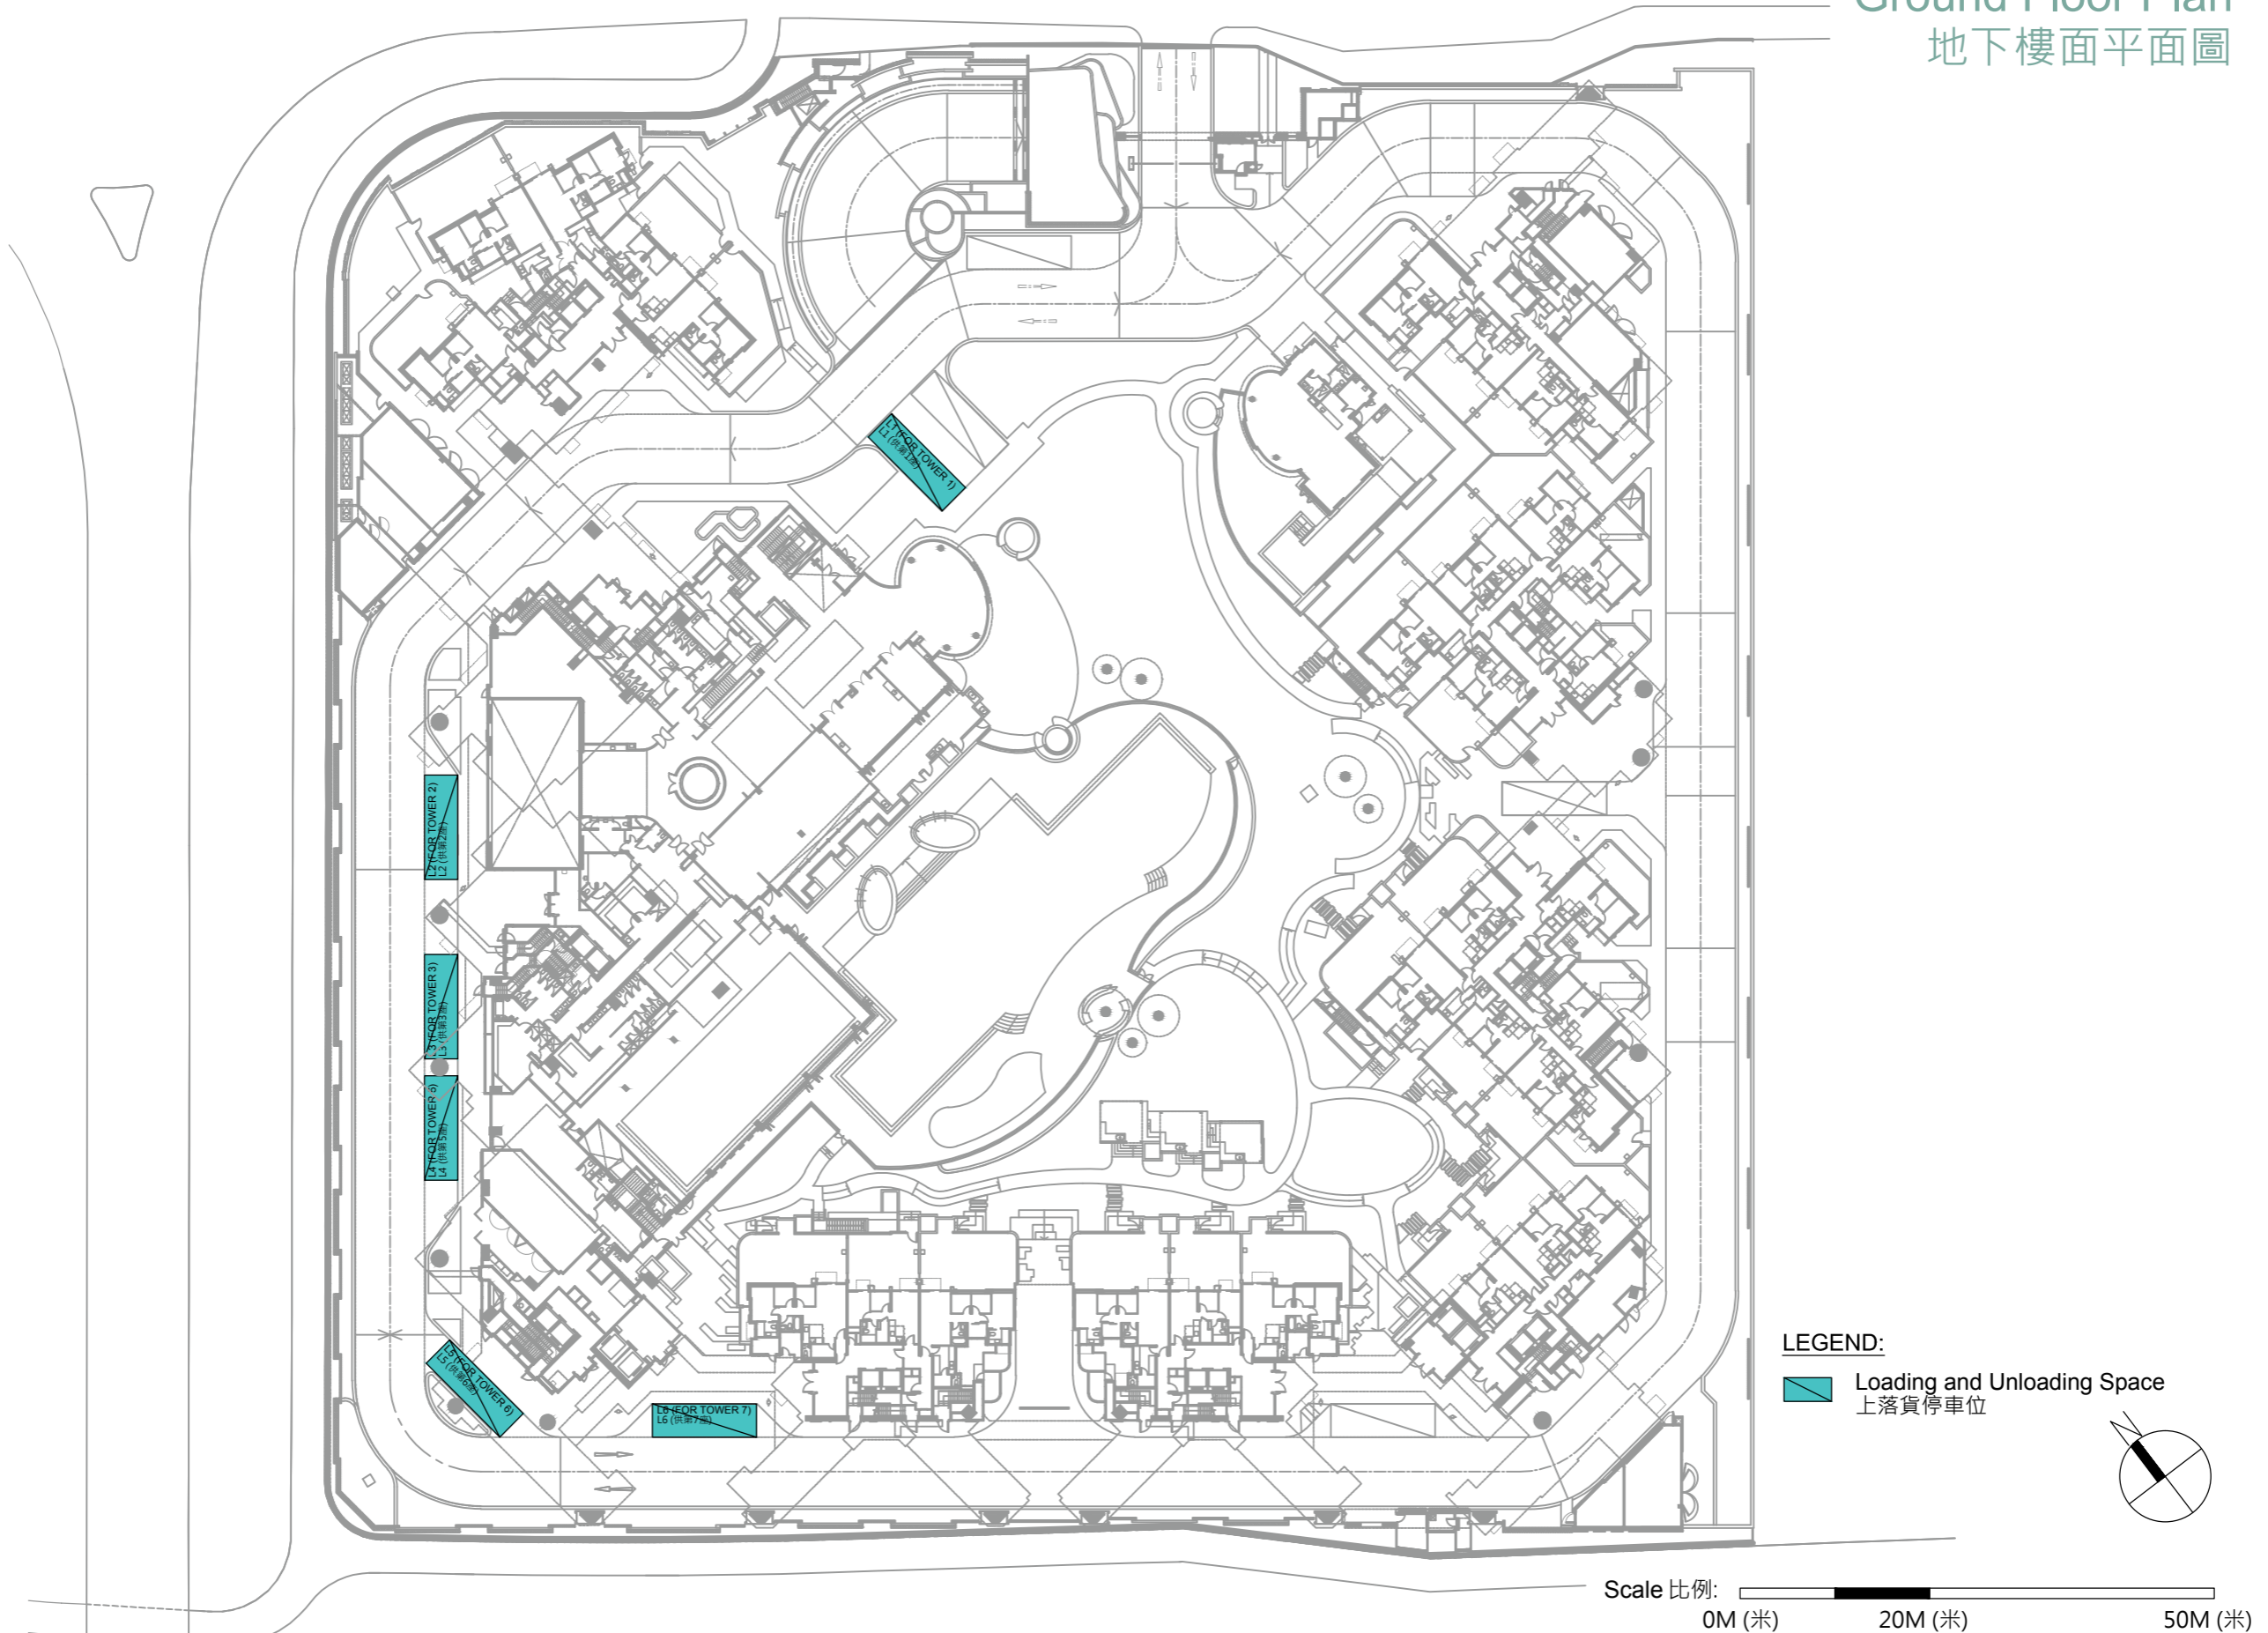 Ground Floor Plan
地下樓面平面圖
L1 (FOR TOWER 1)
L1 (供第1座)
L2 (FOR TOWER 2)
L2 (供第2座)
L3 (FOR TOWER 3)
L3 (供第3座)
L4 (FOR TOWER 5)
L4 (供第5座)
L5 (FOR TOWER 6)
L5 (供第6座)
L6 (FOR TOWER 7)
L6 (供第7座)
LEGEND:
Loading and Unloading Space
上落貨停車位
N
Scale 比例:
0M (米) 20M (米) 50M (米)